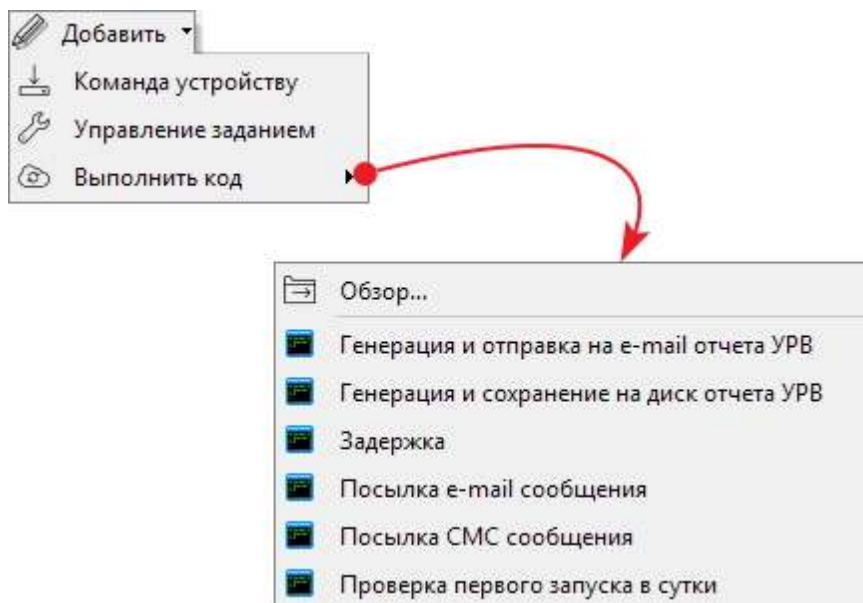 Добавить
Команда устройству
Управление заданием
Выполнить код
Обзор...
Генерация и отправка на e-mail отчета УРВ
Генерация и сохранение на диск отчета УРВ
Задержка
Посылка e-mail сообщения
Посылка СМС сообщения
Проверка первого запуска в сутки